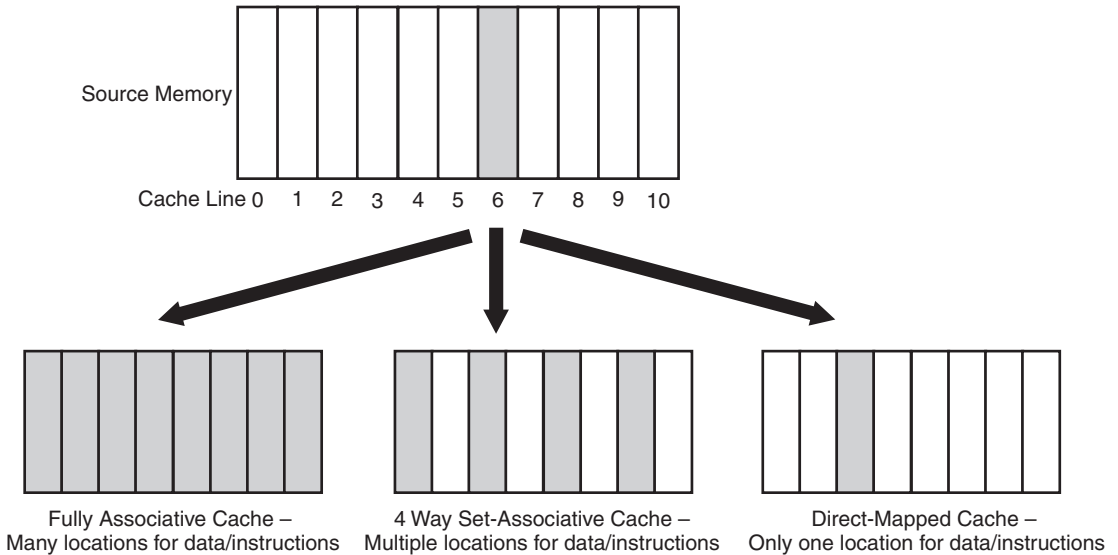 Source Memory
Cache Line 0 1 2 3 4 5 6 7 8 9 10
Fully Associative Cache –
Many locations for data/instructions
4 Way Set-Associative Cache –
Multiple locations for data/instructions
Direct-Mapped Cache –
Only one location for data/instructions